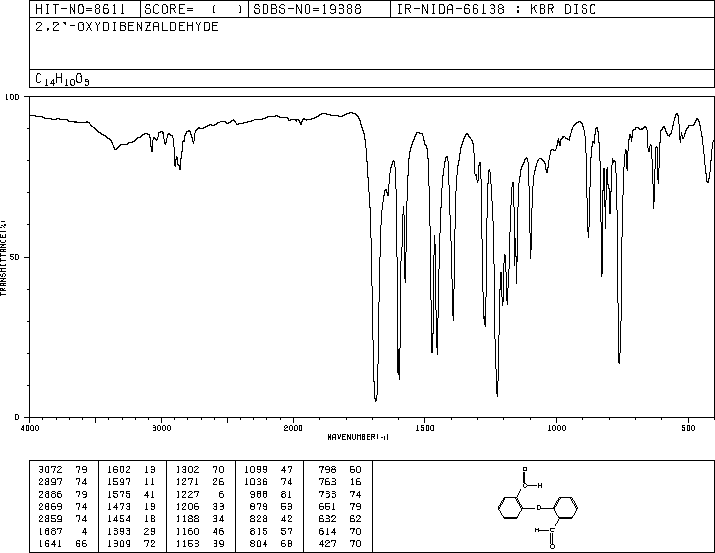 HIT-NO=8611 SCORE= ( ) SDBS-NO=19388 IR-NIDA-66138 : KBR DISC
2,2'-OXYDIBENZALDEHYDE
C14H10O3
100
TRANSMITTANCE(%)
50
0
4000 3000 2000 1500 1000 500
WAVENUMBER(-1)
3072 79 1602 13 1302 70 1099 47 798 60
2897 74 1597 11 1271 26 1036 74 763 16
2886 79 1575 41 1227 6 988 81 733 74
2869 74 1473 19 1206 33 879 53 651 79
2859 74 1454 18 1188 34 828 42 632 62
1687 4 1393 29 1160 46 815 57 614 70
1641 66 1309 72 1153 39 804 68 427 70
O
C H
O
H C
O